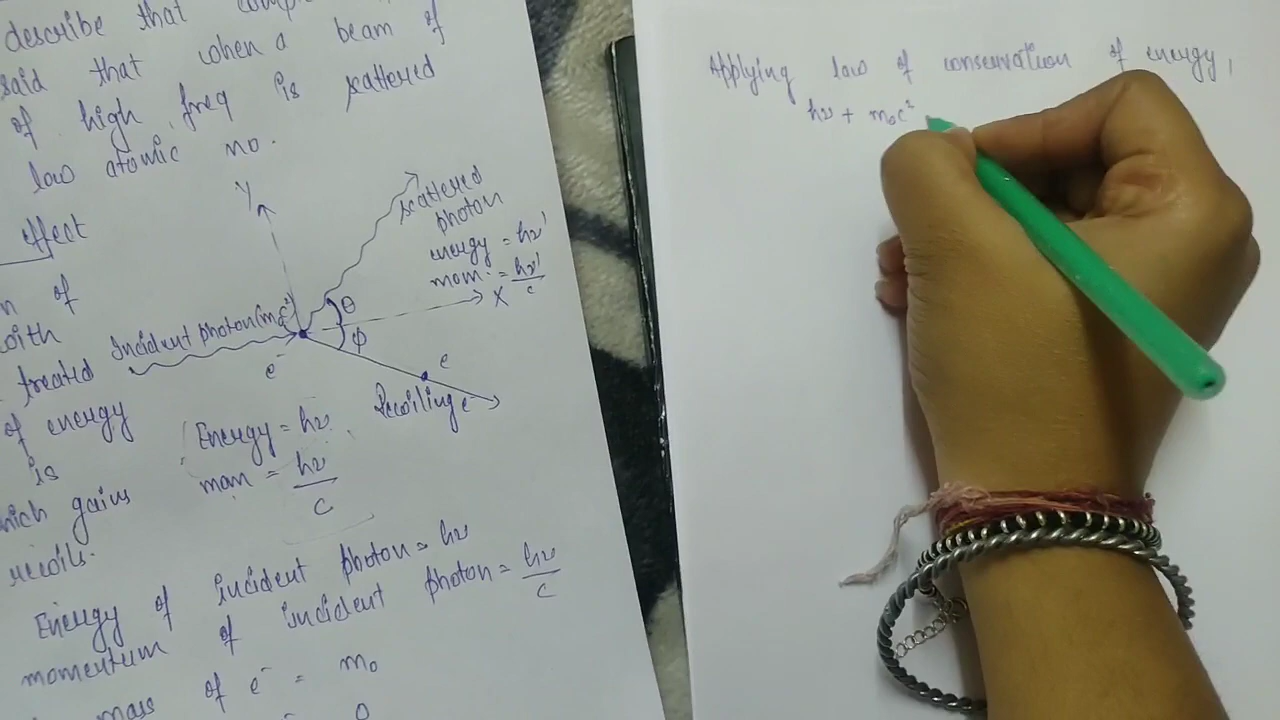 describe that
said that when a beam of
of high freq is scattered
low atomic no.
effect
of
with
treated
of energy
is
which gains
recoils.
Y
scattered
photon
energy = hν'
mom. = hν'/c
X
θ
φ
Incident photon
e⁻
e
Recoiling e
Energy = hν
mom = hν/c
Energy of incident photon = hν
momentum of incident photon = hν/c
mass of e⁻ = m₀
0
Applying law of conservation of energy,
hν + m₀c²